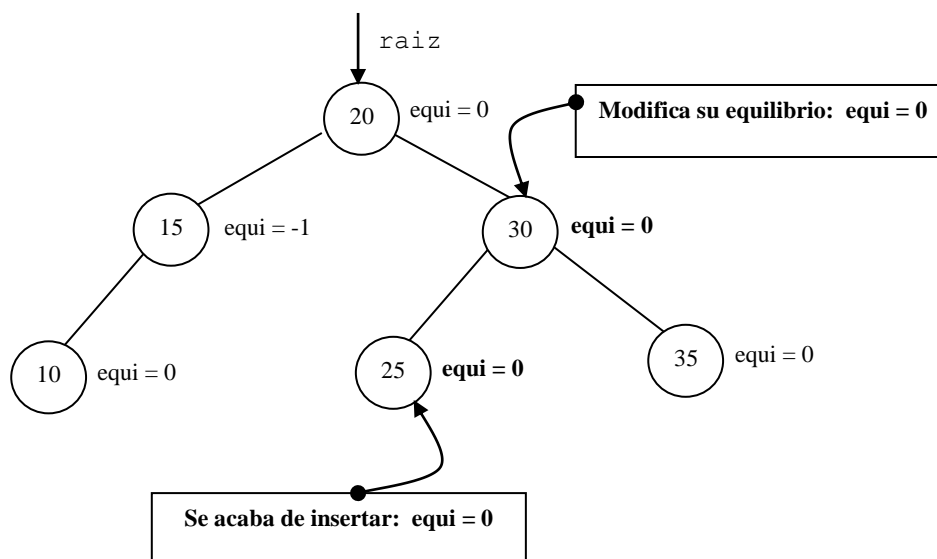 raiz
20
equi = 0
Modifica su equilibrio: equi = 0
15
equi = -1
30
equi = 0
10
equi = 0
25
equi = 0
35
equi = 0
Se acaba de insertar: equi = 0